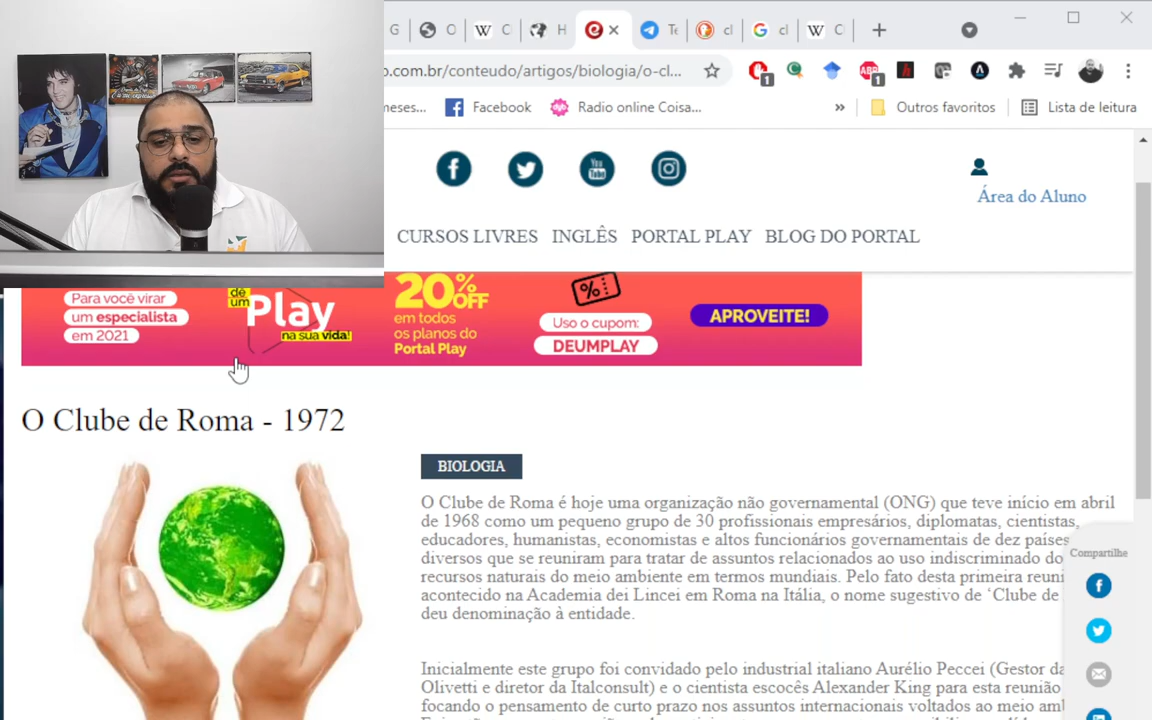 G
O
W
C
H
Te
cl
G
cl
W
C
o.com.br/conteudo/artigos/biologia/o-cl...
1
ABP
1
h
meses...
Facebook
Radio online Coisa...
»
Outros favoritos
Lista de leitura
You
Tube
Área do Aluno
CURSOS LIVRES
INGLÊS
PORTAL PLAY
BLOG DO PORTAL
Para você virar
um especialista
em 2021
dê
um
Play
na sua vida!
20% OFF
em todos
os planos do
Portal Play
%
Uso o cupom:
DEUMPLAY
APROVEITE!
O Clube de Roma - 1972
BIOLOGIA
O Clube de Roma é hoje uma organização não governamental (ONG) que teve início em abril
de 1968 como um pequeno grupo de 30 profissionais empresários, diplomatas, cientistas,
educadores, humanistas, economistas e altos funcionários governamentais de dez países
diversos que se reuniram para tratar de assuntos relacionados ao uso indiscriminado do
recursos naturais do meio ambiente em termos mundiais. Pelo fato desta primeira reuni
acontecido na Academia dei Lincei em Roma na Itália, o nome sugestivo de ‘Clube de
deu denominação à entidade.
Compartilhe
Inicialmente este grupo foi convidado pelo industrial italiano Aurélio Peccei (Gestor da
Olivetti e diretor da Italconsult) e o cientista escocês Alexander King para esta reunião
focando o pensamento de curto prazo nos assuntos internacionais voltados ao meio am